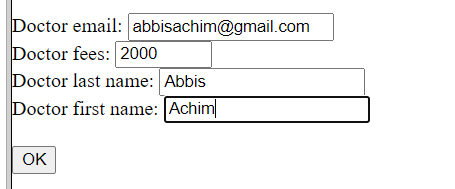 Doctor email: abbisachim@gmail.com
Doctor fees: 2000
Doctor last name: Abbis
Doctor first name: Achim
OK